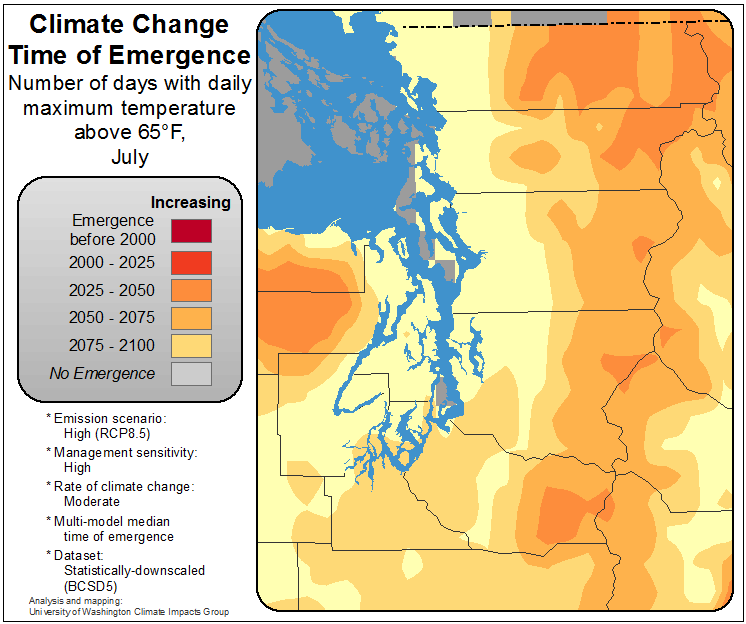 Climate Change
Time of Emergence
Number of days with daily
maximum temperature
above 65°F,
July
Increasing
Emergence
before 2000
2000 - 2025
2025 - 2050
2050 - 2075
2075 - 2100
No Emergence
* Emission scenario:
High (RCP8.5)
* Management sensitivity:
High
* Rate of climate change:
Moderate
* Multi-model median
time of emergence
* Dataset:
Statistically-downscaled
(BCSD5)
Analysis and mapping:
University of Washington Climate Impacts Group